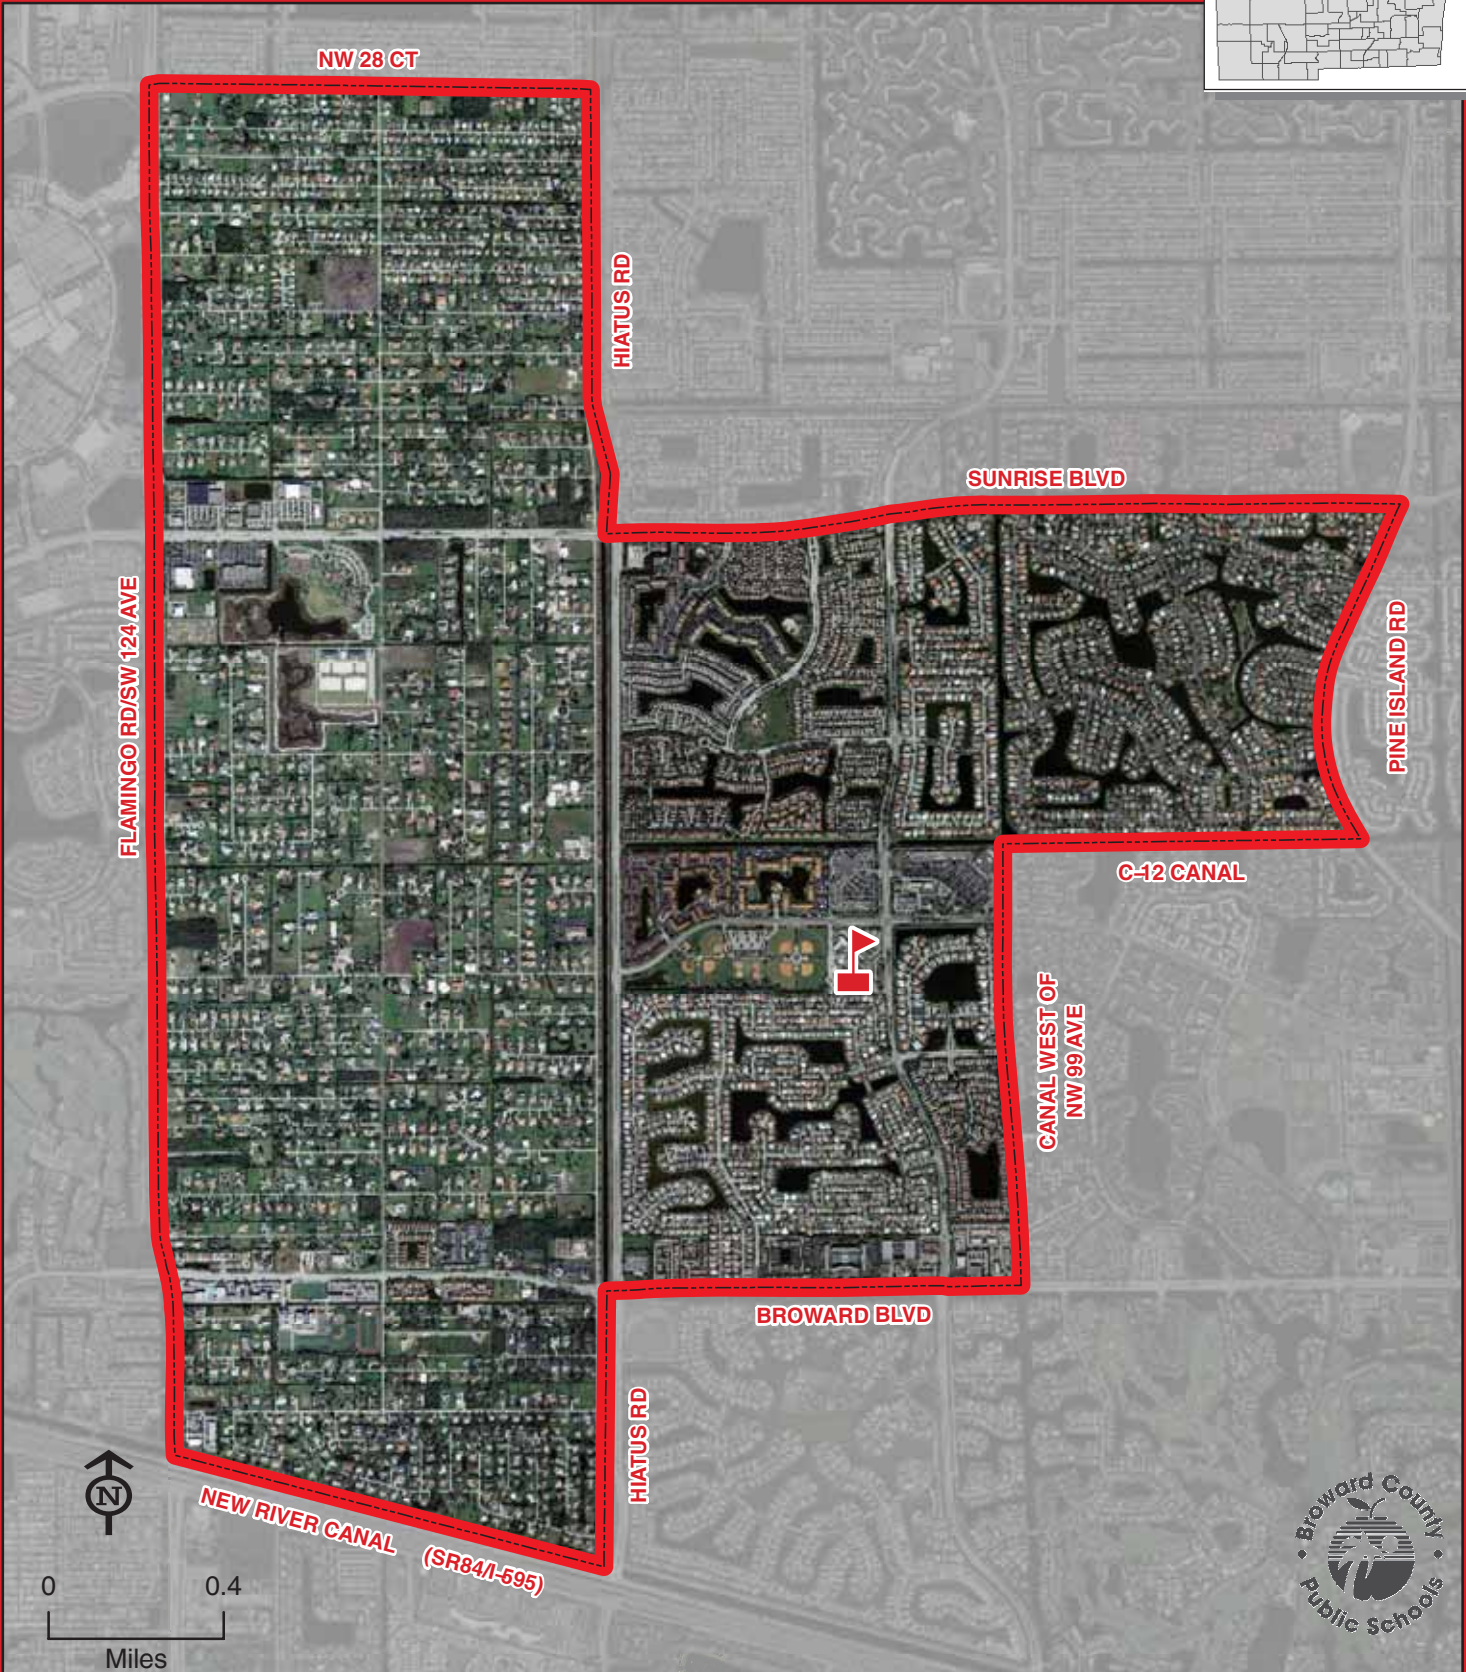 NW 28 CT
HIATUS RD
SUNRISE BLVD
FLAMINGO RD/SW 124 AVE
PINE ISLAND RD
C-12 CANAL
CANAL WEST OF
NW 99 AVE
BROWARD BLVD
HIATUS RD
NEW RIVER CANAL (SR84/I-595)
N
0 0.4
Miles
Broward County
Public Schools